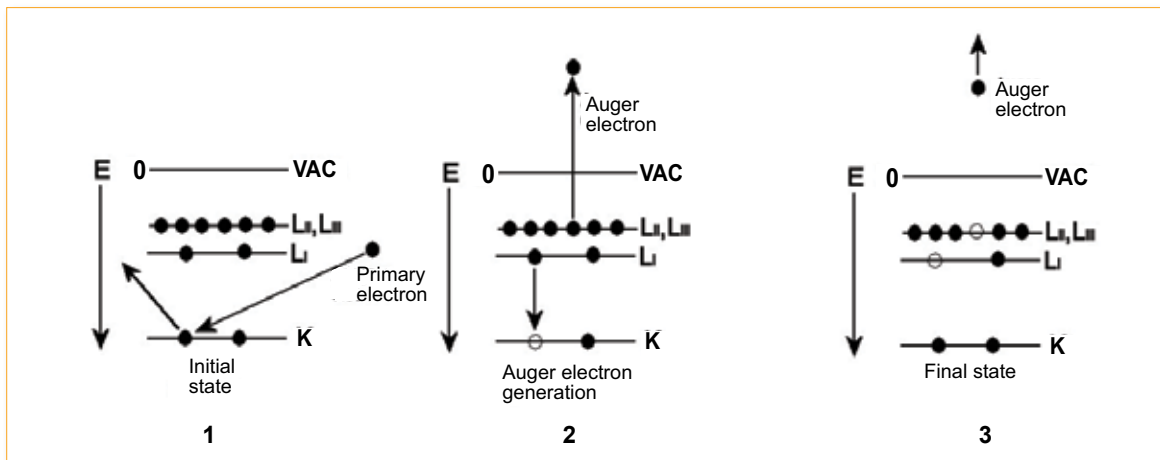 E 0 VAC
LII,LIII
LI
Primary
electron
K
Initial
state
1
Auger
electron
E 0 VAC
LII,LIII
LI
K
Auger electron
generation
2
Auger
electron
E 0 VAC
LII,LIII
LI
K
Final state
3